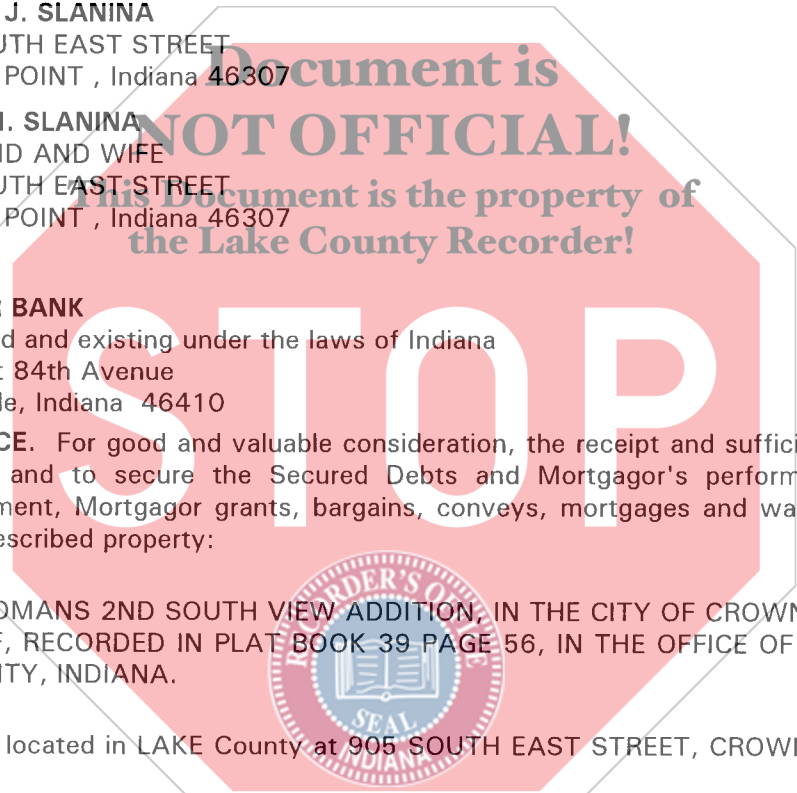 J. SLANINA
UTH EAST STREET
POINT , Indiana 46307
SLANINA
ND AND WIFE
UTH EAST STREET
POINT , Indiana 46307
Document is
NOT OFFICIAL!
This Document is the property of
the Lake County Recorder!
STOP
BANK
d and existing under the laws of Indiana
84th Avenue
le, Indiana 46410
CE. For good and valuable consideration, the receipt and suffici
and to secure the Secured Debts and Mortgagor's perform
ment, Mortgagor grants, bargains, conveys, mortgages and wa
escribed property:
OMANS 2ND SOUTH VIEW ADDITION, IN THE CITY OF CROWN
F, RECORDED IN PLAT BOOK 39 PAGE 56, IN THE OFFICE OF
NTY, INDIANA.
located in LAKE County at 905 SOUTH EAST STREET, CROW
RECORDER'S OFFICE
SEAL
INDIANA